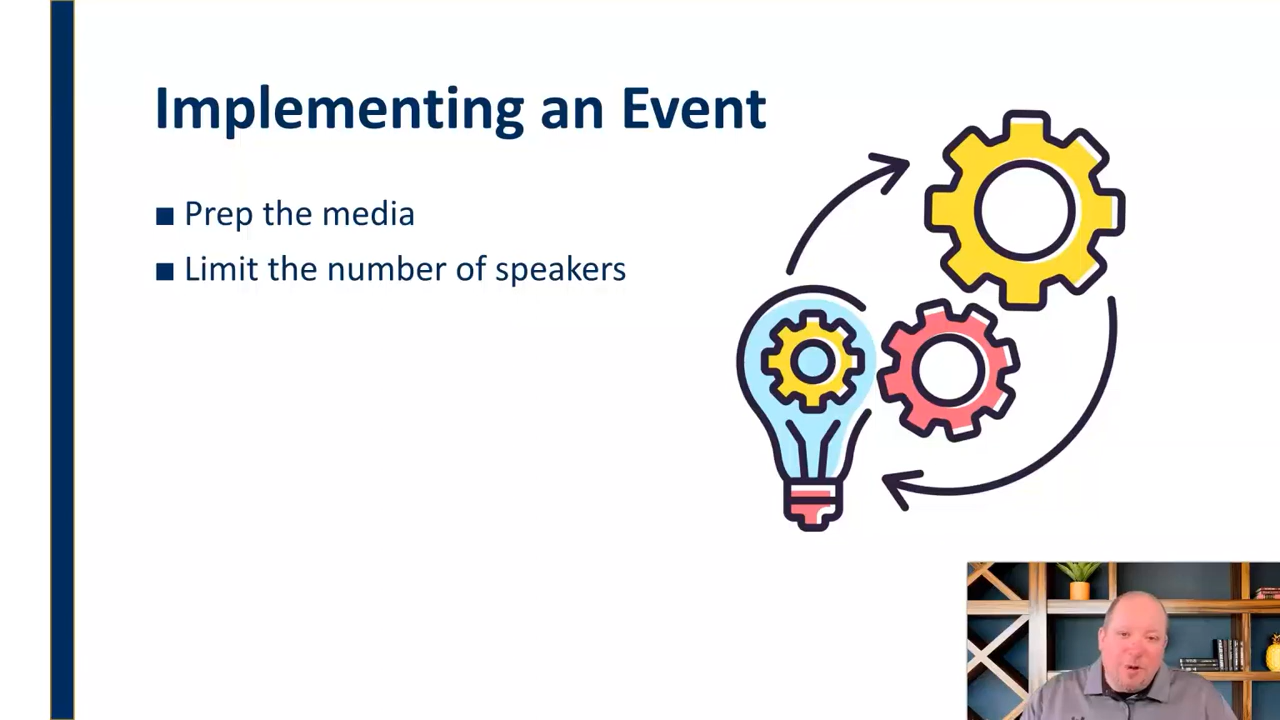 Implementing an Event
■ Prep the media
■ Limit the number of speakers